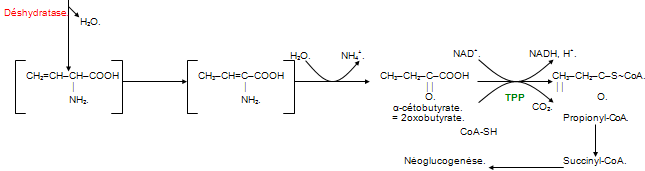 Déshydratase.
H₂O.
CH₂=CH–CH–COOH
NH₂.
CH₃–CH=C–COOH
NH₂.
H₂O.
NH₄⁺.
CH₃–CH₂–C–COOH
O.
α-cétobutyrate.
= 2oxobutyrate.
NAD⁺.
NADH, H⁺.
TPP
CoA-SH
CO₂.
CH₃–CH₂–C–S~CoA.
O.
Propionyl-CoA.
Succinyl-CoA.
Néoglucogenése.